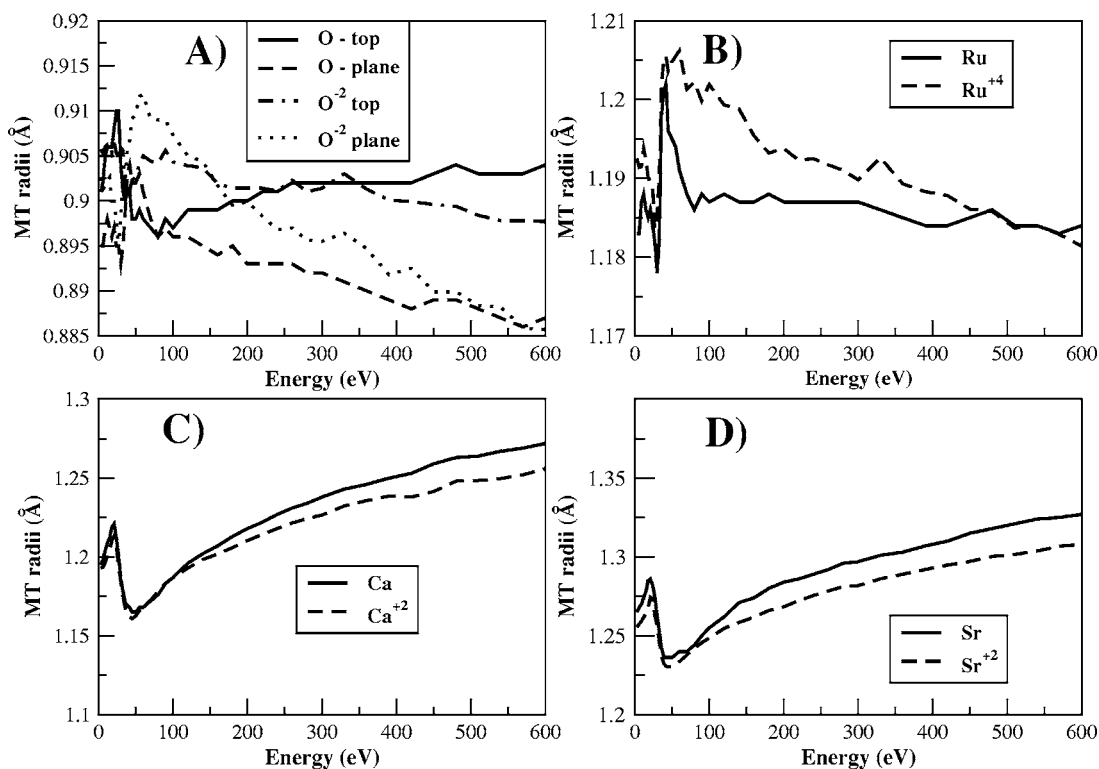 A)
O - top
O - plane
O-2 top
O-2 plane
0.92
0.915
0.91
0.905
0.9
0.895
0.89
0.885
MT radii (Å)
0 100 200 300 400 500 600
Energy (eV)
B)
Ru
Ru+4
1.21
1.2
1.19
1.18
1.17
MT radii (Å)
0 100 200 300 400 500 600
Energy (eV)
C)
Ca
Ca+2
1.3
1.25
1.2
1.15
1.1
MT radii (Å)
0 100 200 300 400 500 600
Energy (eV)
D)
Sr
Sr+2
1.35
1.3
1.25
1.2
MT radii (Å)
0 100 200 300 400 500 600
Energy (eV)